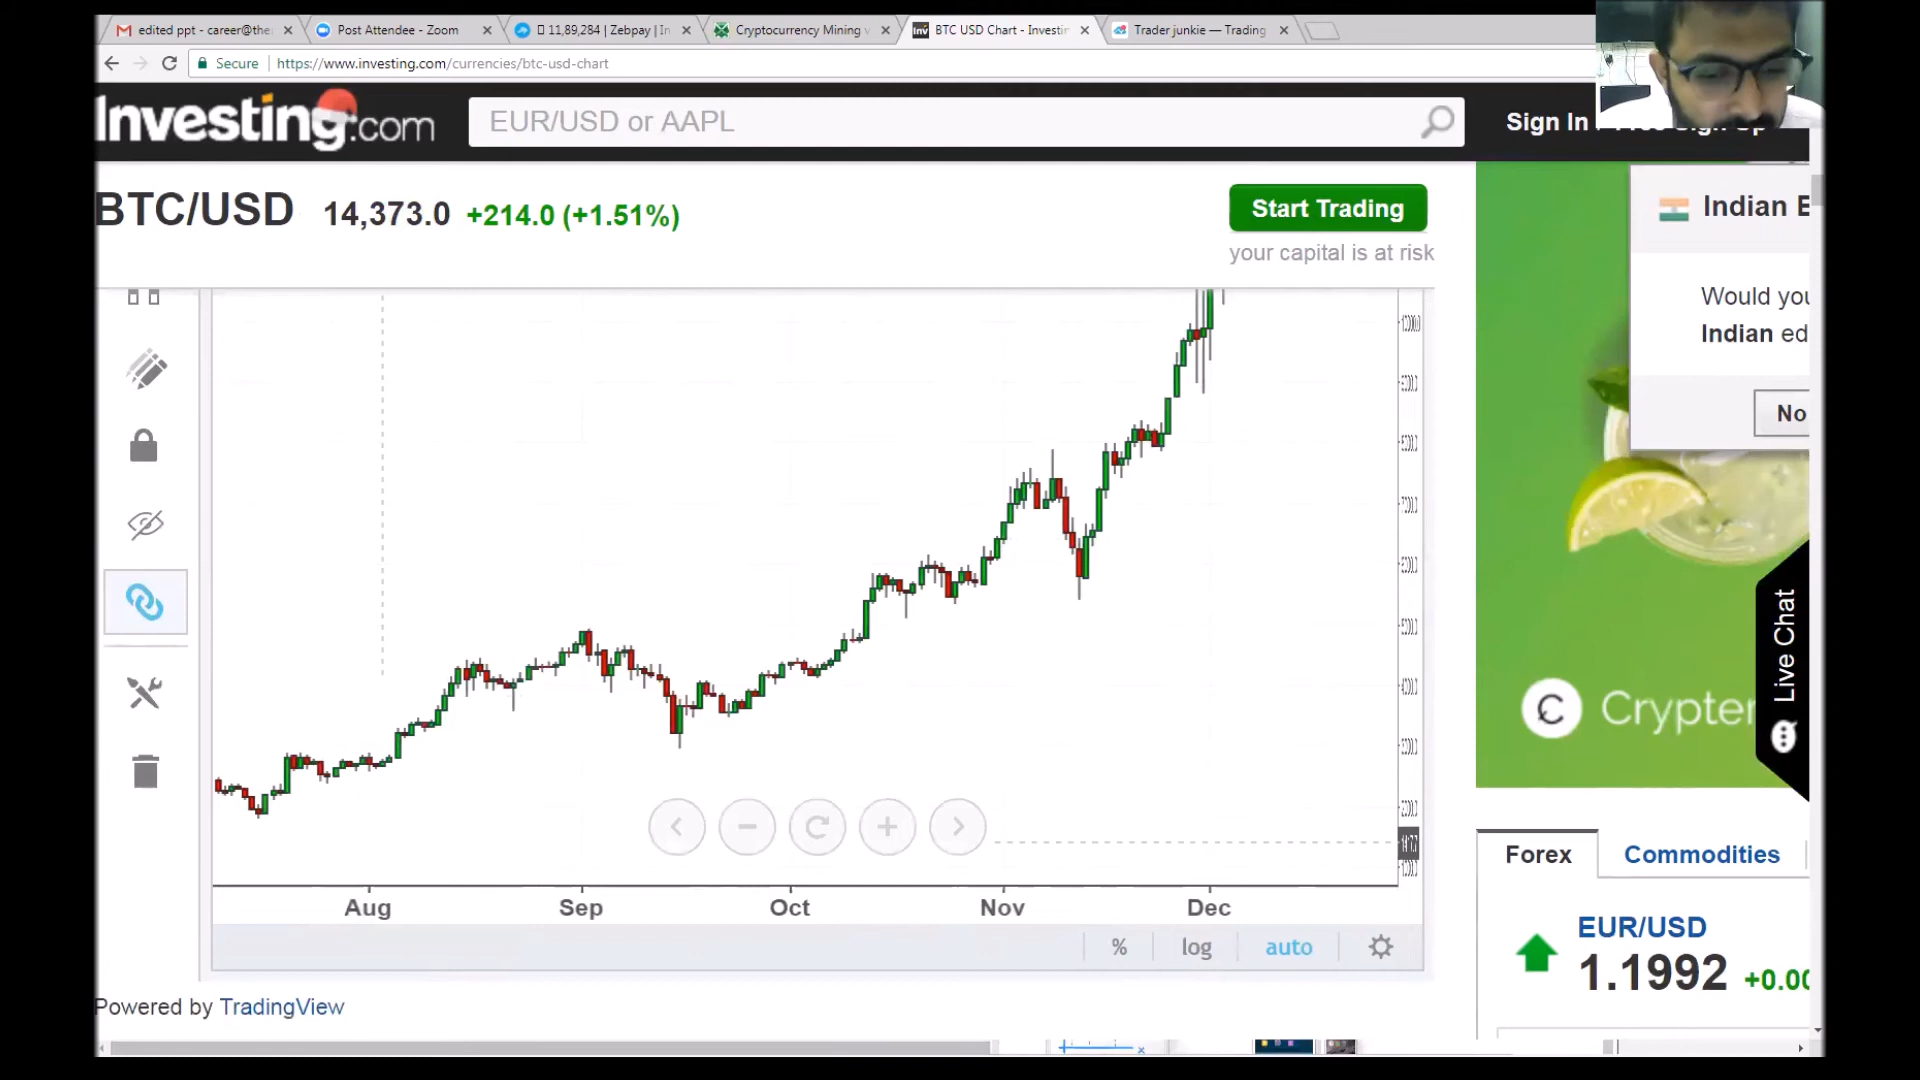 edited ppt - career@the
Post Attendee - Zoom
11,89,284 | Zebpay | In
Cryptocurrency Mining v
BTC USD Chart - Investin
Trader junkie — Trading
Secure
https://www.investing.com/currencies/btc-usd-chart
Investing.com
EUR/USD or AAPL
Sign In
BTC/USD
14,373.0
+214.0 (+1.51%)
Start Trading
your capital is at risk
Indian E
Would you
Indian ed
No
Live Chat
Crypter
Aug
Sep
Oct
Nov
Dec
%
log
auto
Powered by TradingView
Forex
Commodities
EUR/USD
1.1992
+0.00